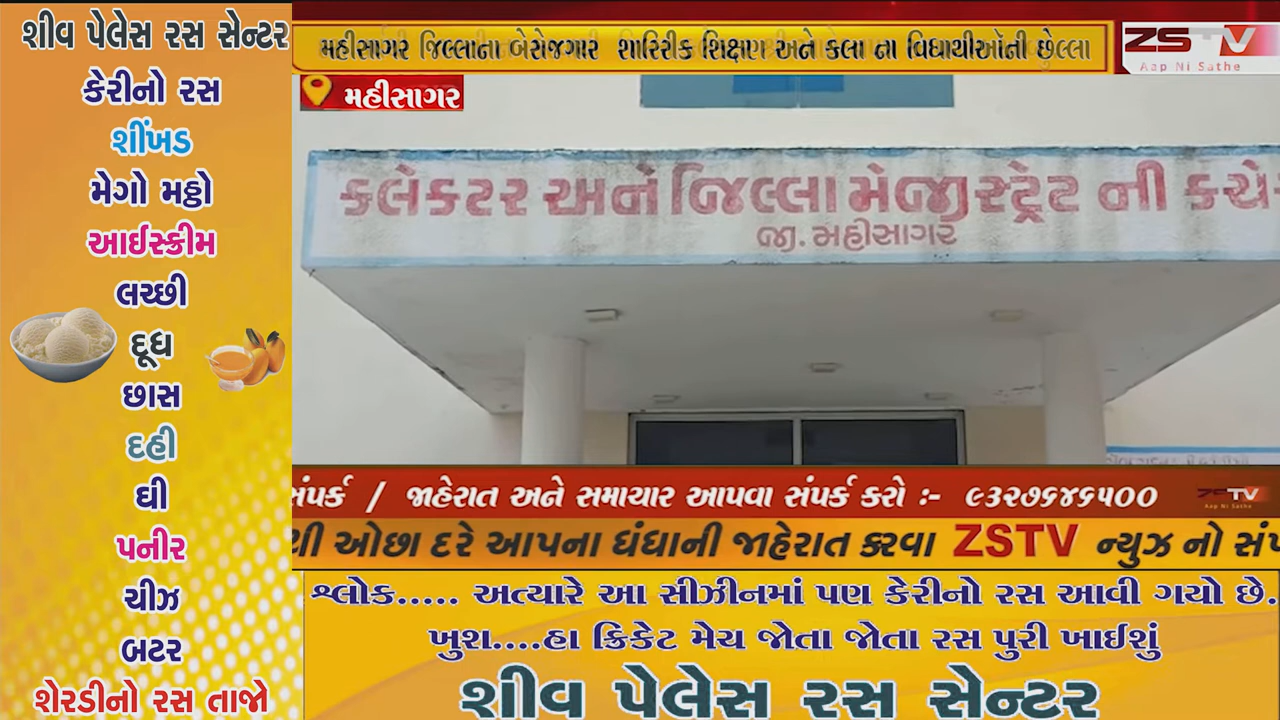 શીવ પેલેસ રસ સેન્ટર
કેરીનો રસ
શીંખડ
મેગો મઠ્ઠો
આઈસ્ક્રીમ
લચ્છી
દૂધ
છાસ
દહી
ઘી
પનીર
ચીઝ
બટર
શેરડીનો રસ તાજો
મહીસાગર જિલ્લાના બેરોજગાર શારિરીક શિક્ષણ અને કલા ના વિદ્યાથીઓની છેલ્લા
ZSTV
Aap Ni Sathe
મહીસાગર
કલેકટર અને જિલ્લા મેજીસ્ટ્રેટ ની કચે
જી. મહીસાગર
સંપર્ક / જાહેરાત અને સમાચાર આપવા સંપર્ક કરો :- ૯૩૨૭૬૪૬૫૦૦
ZSTV
Aap Ni Sathe
થી ઓછા દરે આપના ધંધાની જાહેરાત કરવા ZSTV ન્યુઝ નો સંપ
શ્લોક..... અત્યારે આ સીઝીનમાં પણ કેરીનો રસ આવી ગયો છે.
ખુશ....હા ક્રિકેટ મેચ જોતા જોતા રસ પુરી ખાઈશું
શીવ પેલેસ રસ સેન્ટર